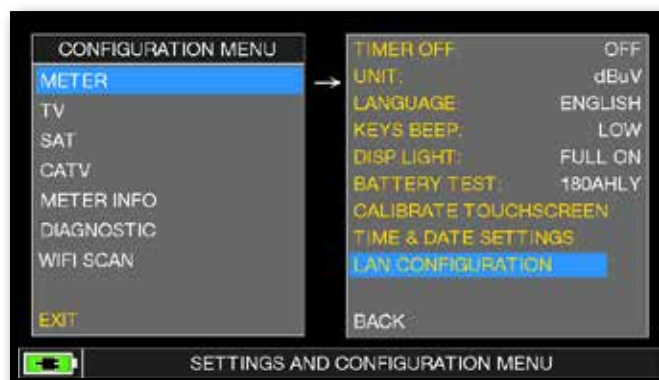 CONFIGURATION MENU
METER
TV
SAT
CATV
METER INFO
DIAGNOSTIC
WIFI SCAN
EXIT
TIMER OFF OFF
UNIT: dBuV
LANGUAGE: ENGLISH
KEYS BEEP: LOW
DISP LIGHT: FULL ON
BATTERY TEST: 180AHLY
CALIBRATE TOUCHSCREEN
TIME & DATE SETTINGS
LAN CONFIGURATION
BACK
SETTINGS AND CONFIGURATION MENU